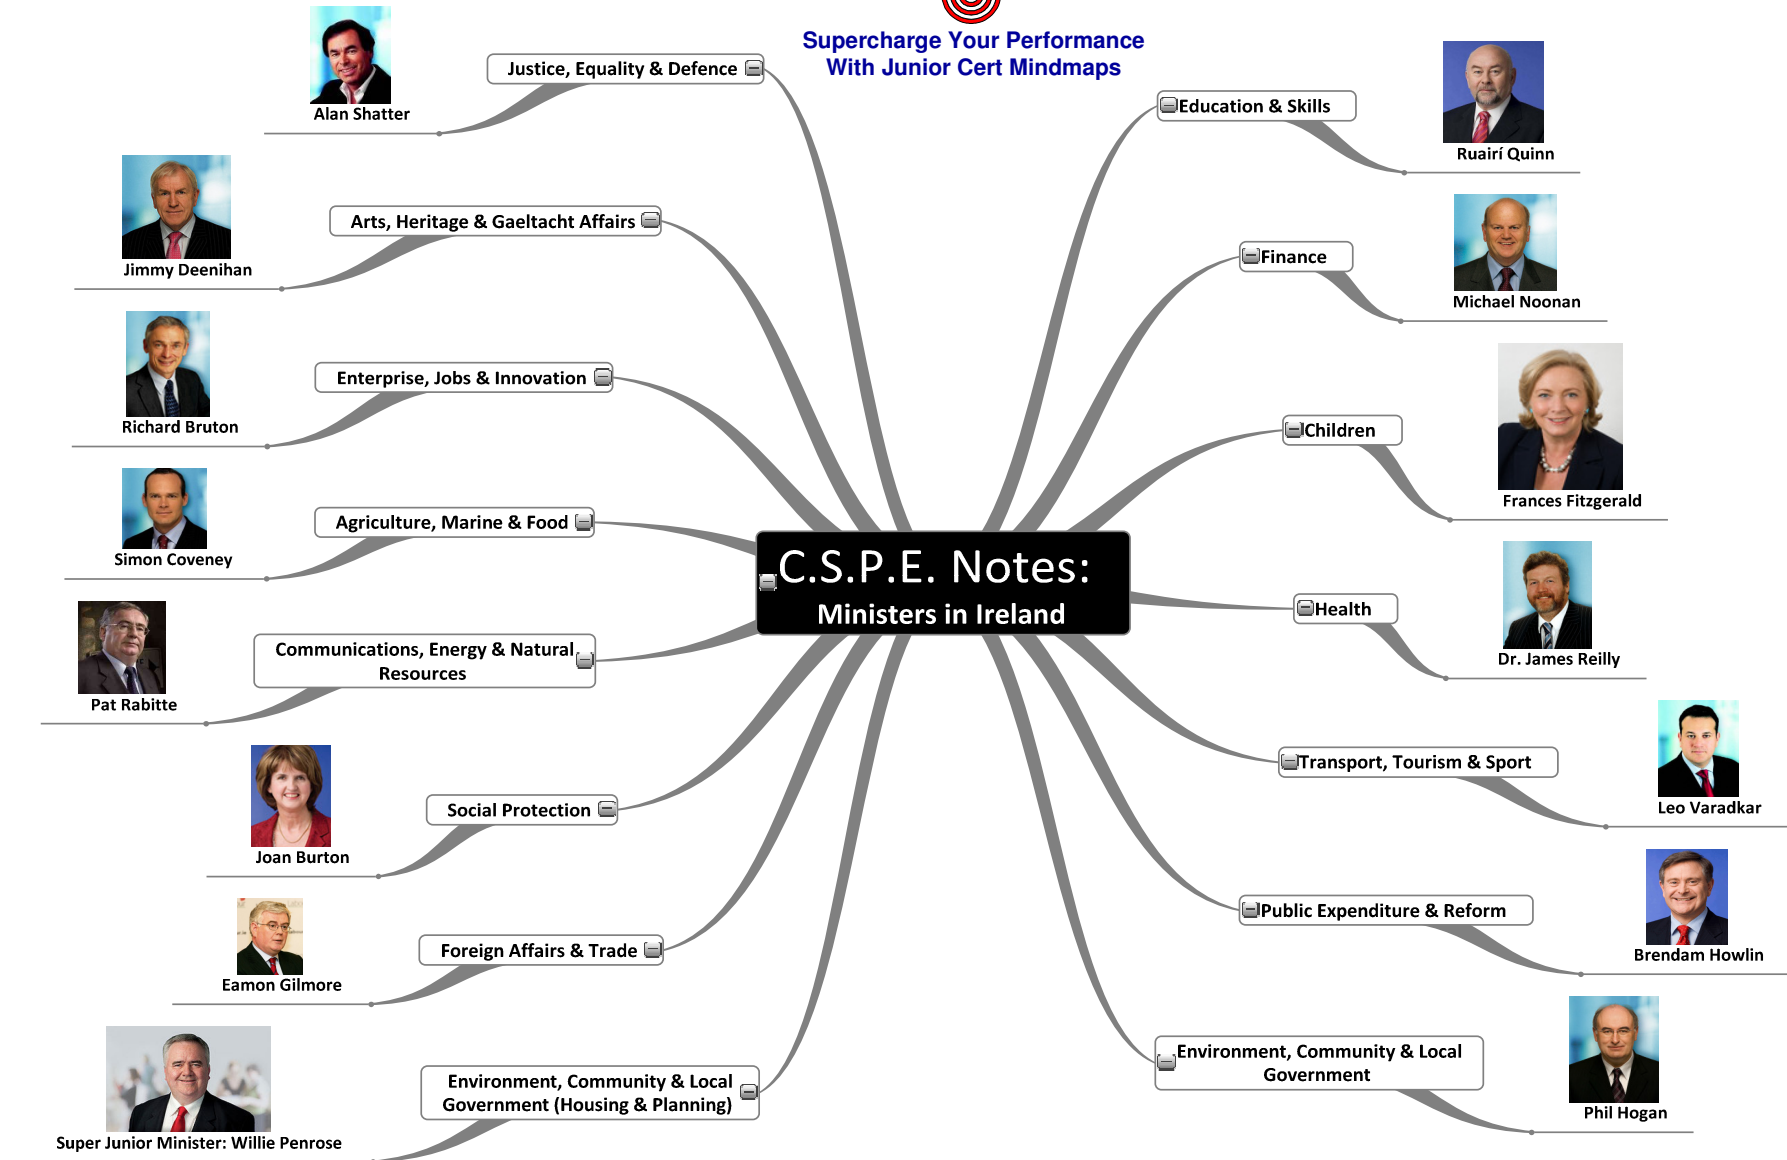 Supercharge Your Performance
With Junior Cert Mindmaps
Justice, Equality & Defence
Alan Shatter
Arts, Heritage & Gaeltacht Affairs
Jimmy Deenihan
Enterprise, Jobs & Innovation
Richard Bruton
Agriculture, Marine & Food
Simon Coveney
Communications, Energy & Natural
Resources
Pat Rabitte
Social Protection
Joan Burton
Foreign Affairs & Trade
Eamon Gilmore
Environment, Community & Local
Government (Housing & Planning)
Super Junior Minister: Willie Penrose
C.S.P.E. Notes:
Ministers in Ireland
Education & Skills
Ruairí Quinn
Finance
Michael Noonan
Children
Frances Fitzgerald
Health
Dr. James Reilly
Transport, Tourism & Sport
Leo Varadkar
Public Expenditure & Reform
Brendam Howlin
Environment, Community & Local
Government
Phil Hogan